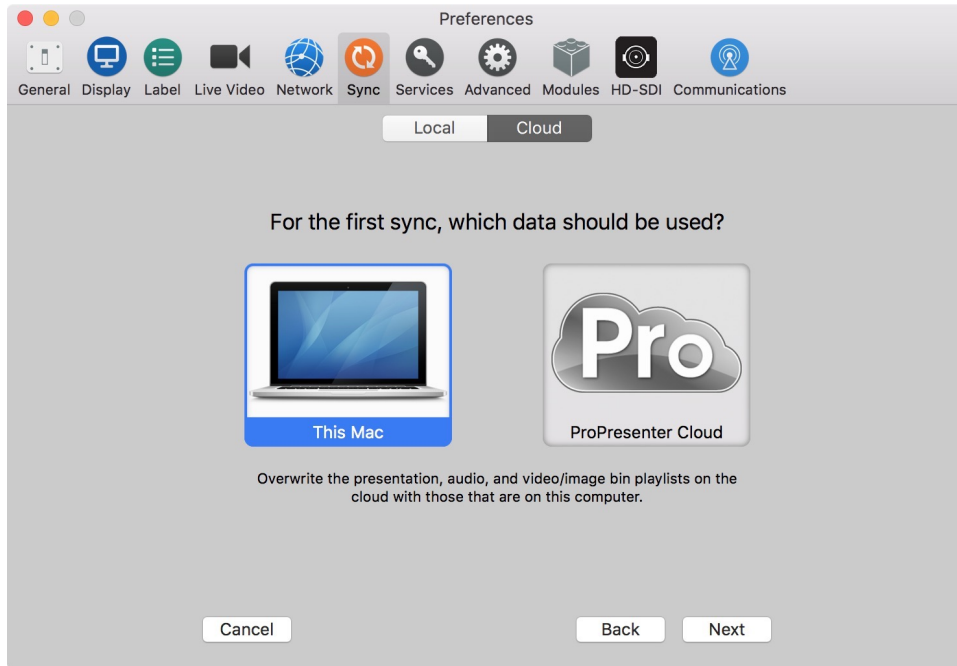 Preferences
General Display Label Live Video Network Sync Services Advanced Modules HD-SDI Communications
Local Cloud
For the first sync, which data should be used?
Pro
This Mac ProPresenter Cloud
Overwrite the presentation, audio, and video/image bin playlists on the
cloud with those that are on this computer.
Cancel Back Next